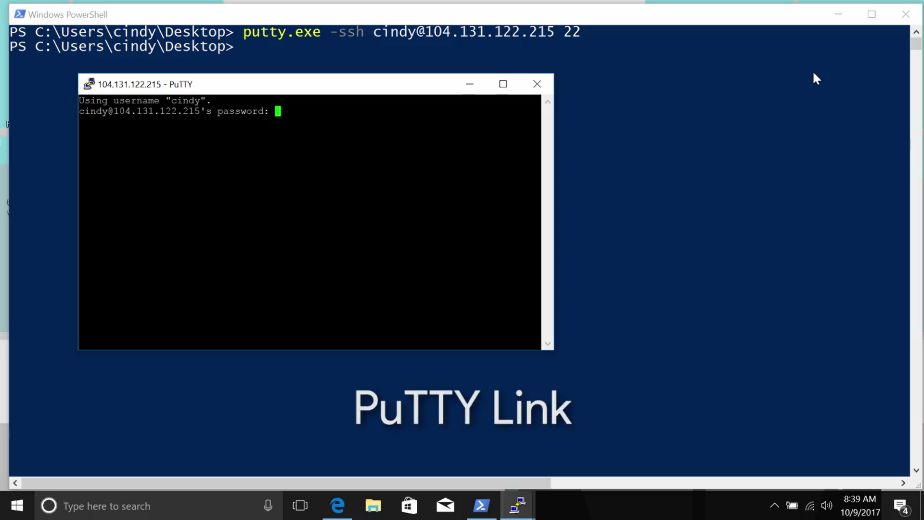 Windows PowerShell
PS C:\Users\cindy\Desktop> putty.exe -ssh cindy@104.131.122.215 22
PS C:\Users\cindy\Desktop>
104.131.122.215 - PuTTY
Using username "cindy".
cindy@104.131.122.215's password:
PuTTY Link
Type here to search
8:39 AM
10/9/2017
4